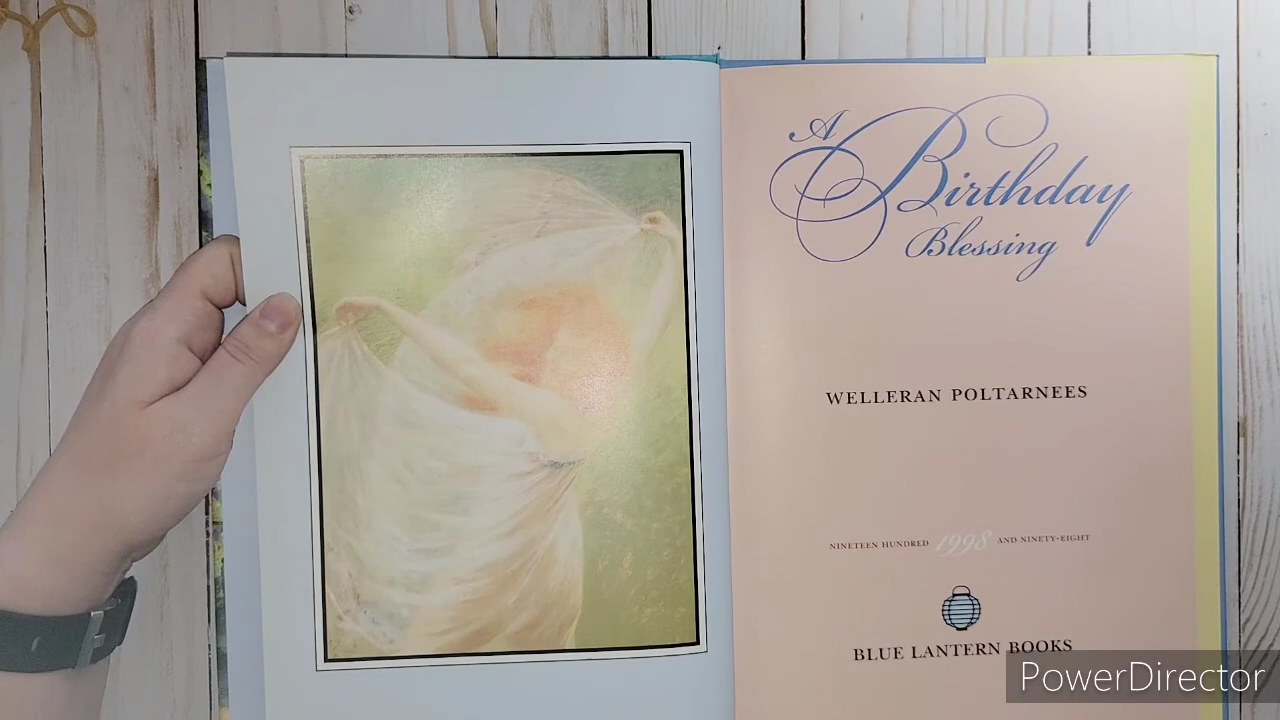 A
Birthday
Blessing
WELLERAN POLTARNEES
NINETEEN HUNDRED 1998 AND NINETY-EIGHT
BLUE LANTERN BOOKS
PowerDirector